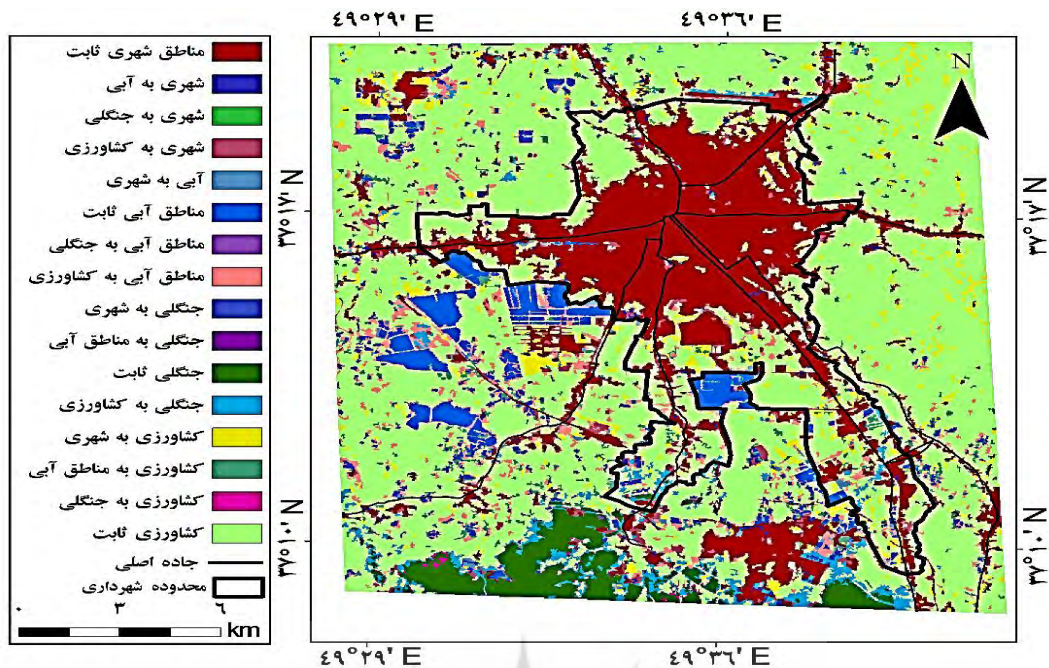 ۴۹°۲۹' E
۴۹°۳۶' E
مناطق شهری ثابت
شهری به آبی
شهری به جنگلی
شهری به کشاورزی
آبی به شهری
مناطق آبی ثابت
مناطق آبی به جنگلی
مناطق آبی به کشاورزی
جنگلی به شهری
جنگلی به مناطق آبی
جنگلی ثابت
جنگلی به کشاورزی
کشاورزی به شهری
کشاورزی به مناطق آبی
کشاورزی به جنگلی
کشاورزی ثابت
جاده اصلی
محدوده شهرداری
۰ ۳ ۶
km
N
۳۷°۱۷' N
۳۷°۱۷' N
۳۷°۱۰' N
۳۷°۱۰' N
۴۹°۲۹' E
۴۹°۳۶' E